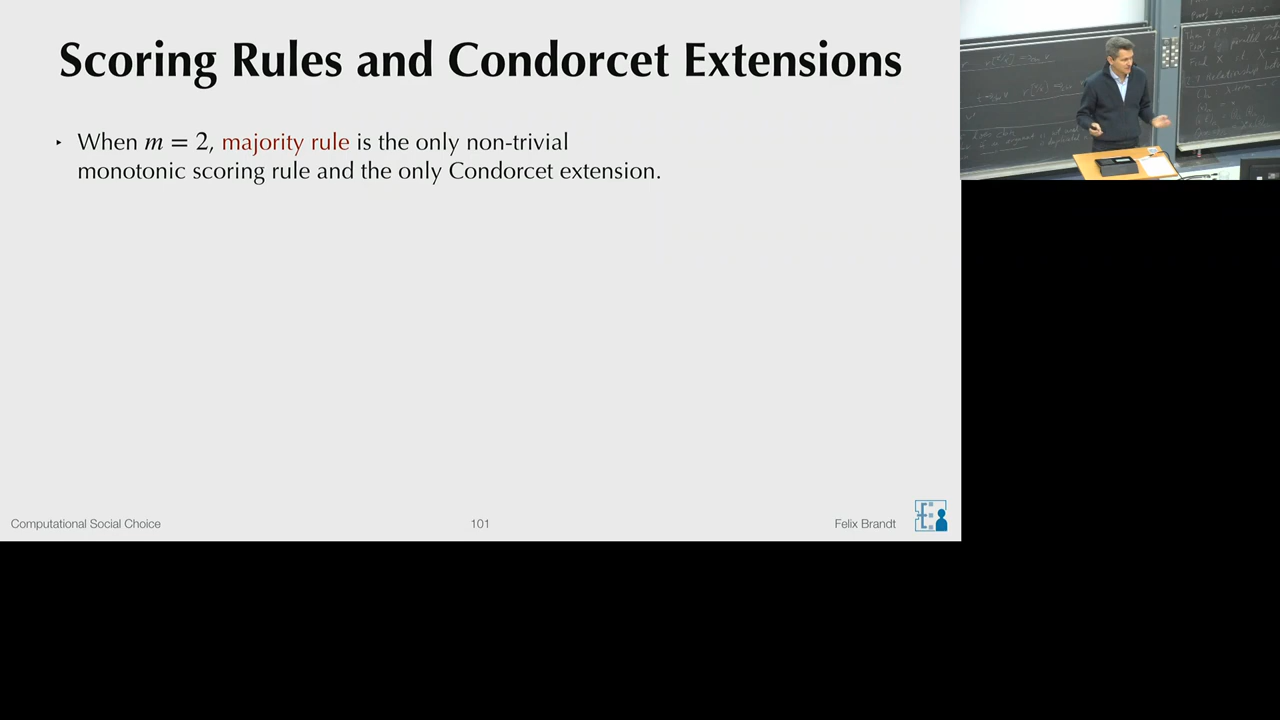 Scoring Rules and Condorcet Extensions
‣ When m = 2, majority rule is the only non-trivial
monotonic scoring rule and the only Condorcet extension.
Computational Social Choice
101
Felix Brandt